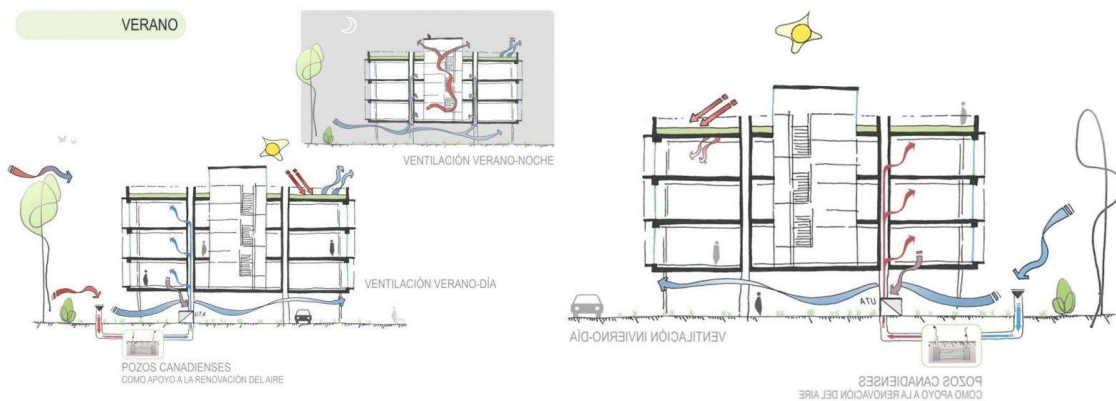 VERANO
VENTILACIÓN VERANO-NOCHE
VENTILACIÓN VERANO-DÍA
UTA
POZOS CANADIENSES
COMO APOYO A LA RENOVACIÓN DEL AIRE
UTA
VENTILACIÓN INVIERNO-DÍA
POZOS CANADIENSES
COMO APOYO A LA RENOVACIÓN DEL AIRE